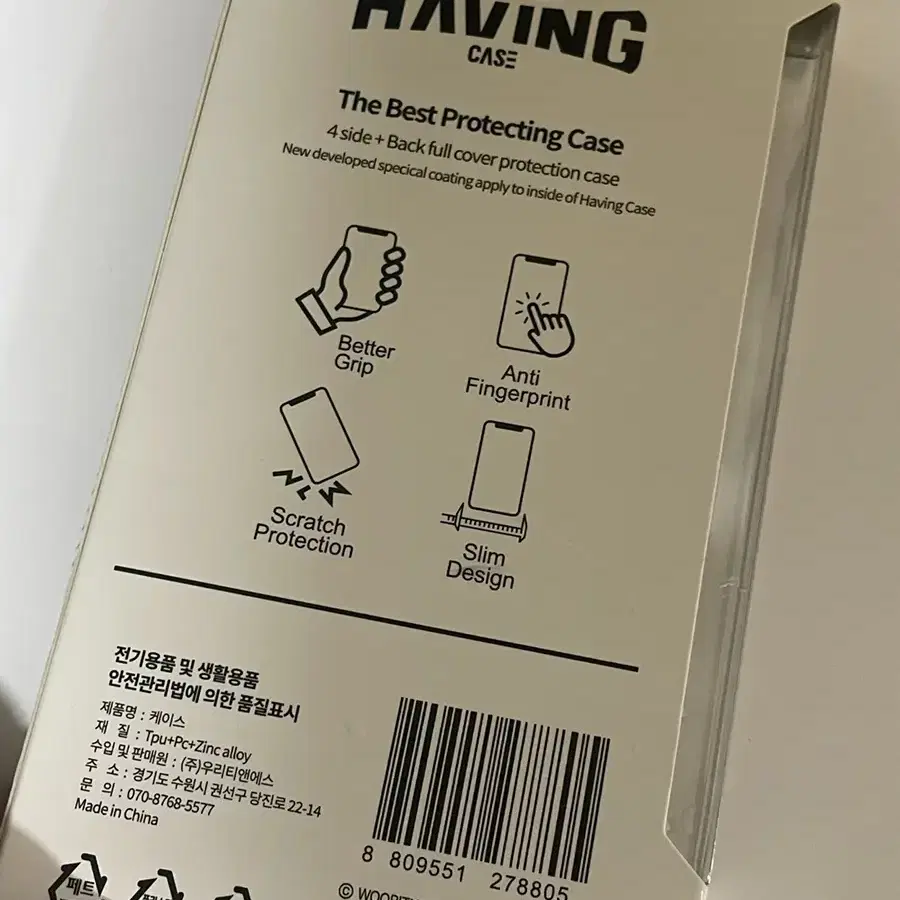 HAVING
CASE
The Best Protecting Case
4 side + Back full cover protection case
New developed specical coating apply to inside of Having Case
Better
Grip
Anti
Fingerprint
Scratch
Protection
Slim
Design
전기용품 및 생활용품
안전관리법에 의한 품질표시
제품명 : 케이스
재 질 : Tpu+Pc+Zinc alloy
수입 및 판매원 : (주)우리티앤에스
주 소 : 경기도 수원시 권선구 당진로 22-14
문 의 : 070-8768-5577
Made in China
8 809551 278805
페트
©